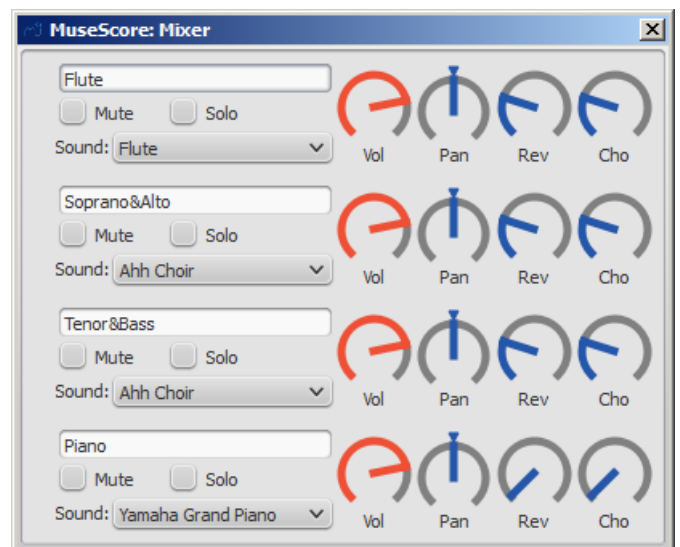 MuseScore: Mixer
Flute
Mute Solo
Sound: Flute
Vol Pan Rev Cho
Soprano&Alto
Mute Solo
Sound: Ahh Choir
Vol Pan Rev Cho
Tenor&Bass
Mute Solo
Sound: Ahh Choir
Vol Pan Rev Cho
Piano
Mute Solo
Sound: Yamaha Grand Piano
Vol Pan Rev Cho